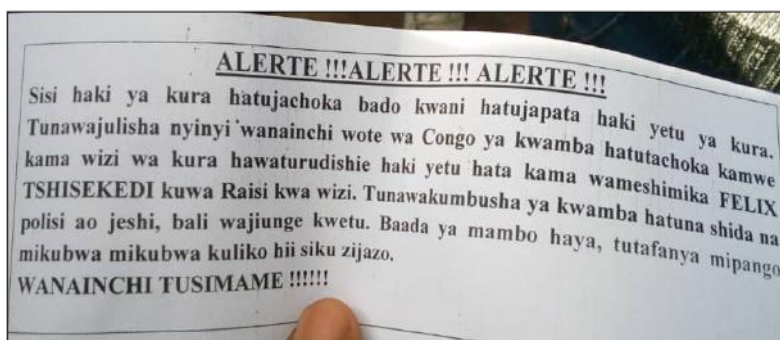 ALERTE !!!ALERTE !!! ALERTE !!!
Sisi haki ya kura hatujachoka bado kwani hatujapata haki yetu ya kura.
Tunawajulisha nyinyi wanainchi wote wa Congo ya kwamba hatutachoka kamwe
kama wizi wa kura hawaturudishie haki yetu hata kama wameshimika FELIX
TSHISEKEDI kuwa Raisi kwa wizi. Tunawakumbusha ya kwamba hatuna shida na
polisi ao jeshi, bali wajiunge kwetu. Baada ya mambo haya, tutafanya mipango
mikubwa mikubwa kuliko hii siku zijazo.
WANAINCHI TUSIMAME !!!!!!